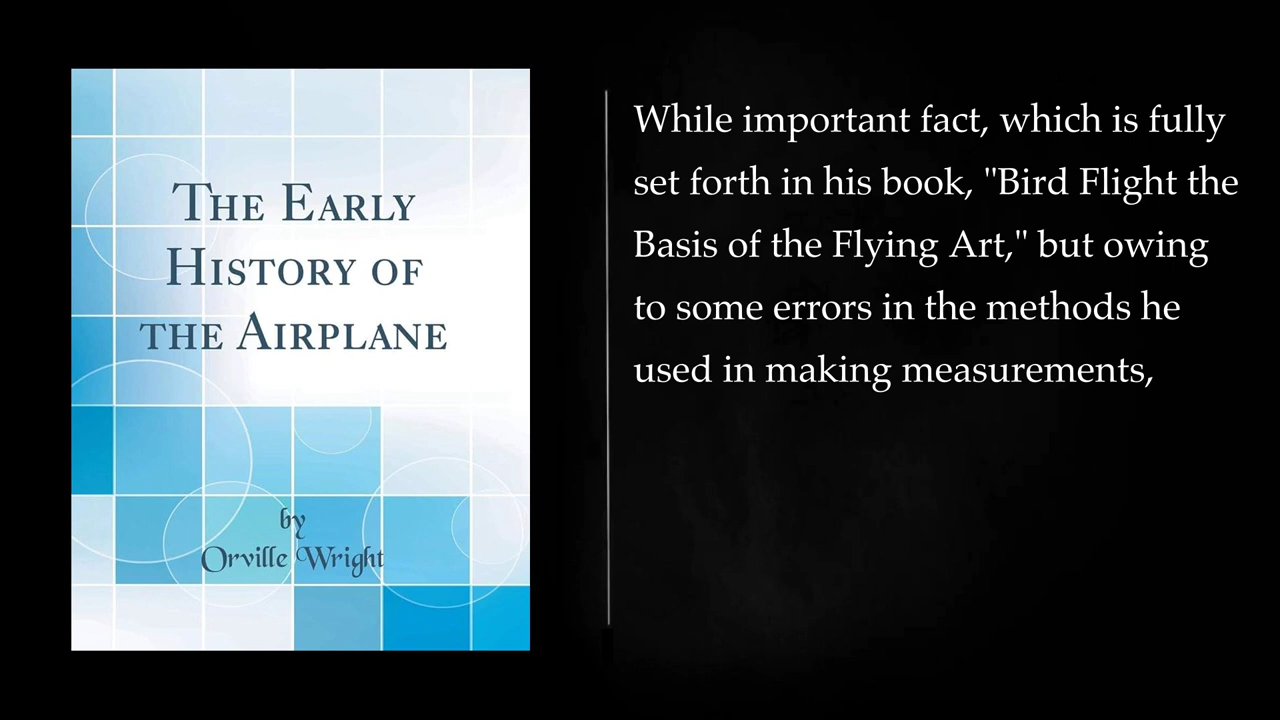 The Early
History of
the Airplane
by
Orville Wright
While important fact, which is fully
set forth in his book, "Bird Flight the
Basis of the Flying Art," but owing
to some errors in the methods he
used in making measurements,